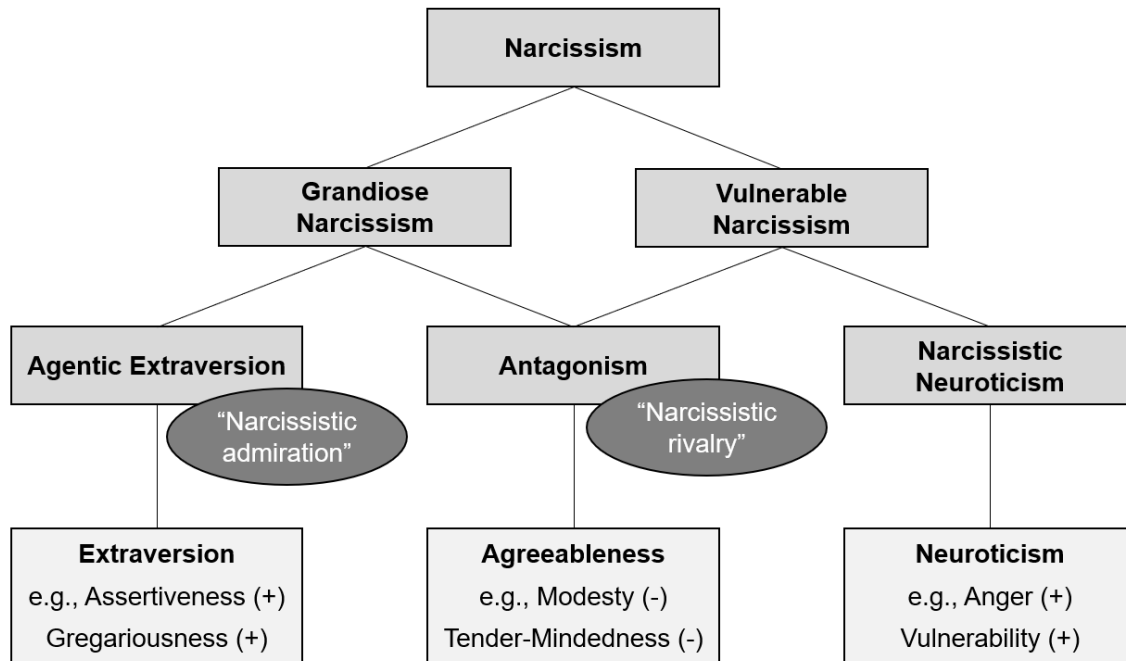 Narcissism
Grandiose
Narcissism
Vulnerable
Narcissism
Agentic Extraversion
Antagonism
Narcissistic
Neuroticism
“Narcissistic
admiration”
“Narcissistic
rivalry”
Extraversion
e.g., Assertiveness (+)
Gregariousness (+)
Agreeableness
e.g., Modesty (-)
Tender-Mindedness (-)
Neuroticism
e.g., Anger (+)
Vulnerability (+)